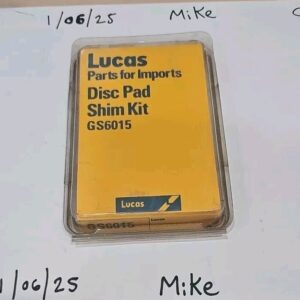 1/06/25 Mike
Lucas
Parts for Imports
Disc Pad
Shim Kit
GS6015
Lucas
GS6015 Lucas
1/06/25 Mike